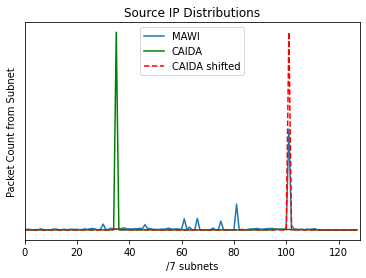 Source IP Distributions
MAWI
CAIDA
CAIDA shifted
Packet Count from Subnet
0 20 40 60 80 100 120
/7 subnets